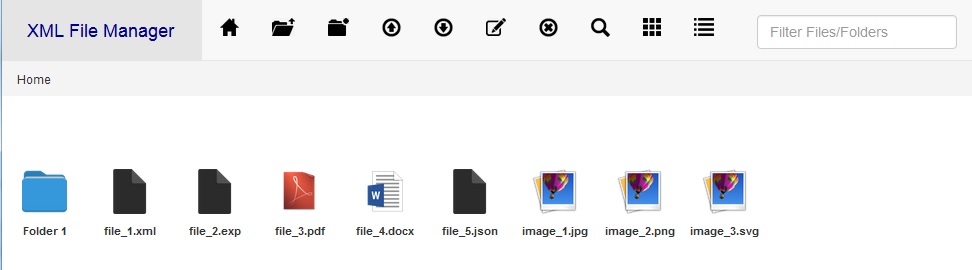 XML File Manager
Filter Files/Folders
Home
W
Folder 1 file_1.xml file_2.exp file_3.pdf file_4.docx file_5.json image_1.jpg image_2.png image_3.svg